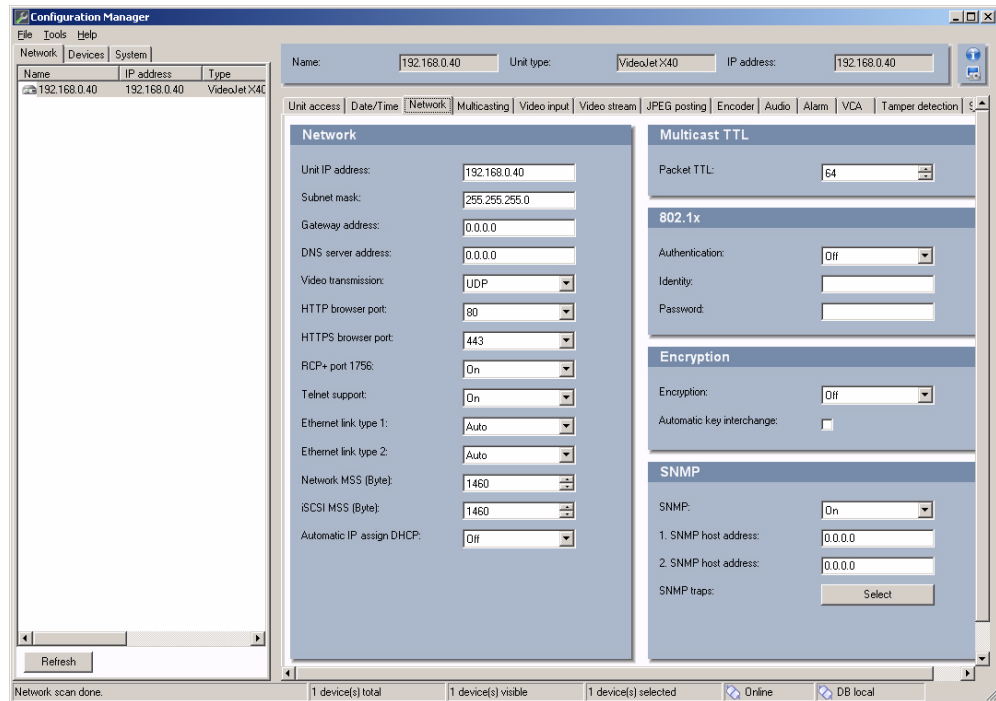 Configuration Manager
File Tools Help
Network Devices System
Name IP address Type
192.168.0.40 192.168.0.40 VideoJet X40
Refresh
Name: 192.168.0.40 Unit type: VideoJet X40 IP address: 192.168.0.40
Unit access Date/Time Network Multicasting Video input Video stream JPEG posting Encoder Audio Alarm VCA Tamper detection
Network
Unit IP address: 192.168.0.40
Subnet mask: 255.255.255.0
Gateway address: 0.0.0.0
DNS server address: 0.0.0.0
Video transmission: UDP
HTTP browser port: 80
HTTPS browser port: 443
RCP+ port 1756: On
Telnet support: On
Ethernet link type 1: Auto
Ethernet link type 2: Auto
Network MSS (Byte): 1460
iSCSI MSS (Byte): 1460
Automatic IP assign DHCP: Off
Multicast TTL
Packet TTL: 64
802.1x
Authentication: Off
Identity:
Password:
Encryption
Encryption: Off
Automatic key interchange:
SNMP
SNMP: On
1. SNMP host address: 0.0.0.0
2. SNMP host address: 0.0.0.0
SNMP traps: Select
Network scan done. 1 device(s) total 1 device(s) visible 1 device(s) selected Online DB local